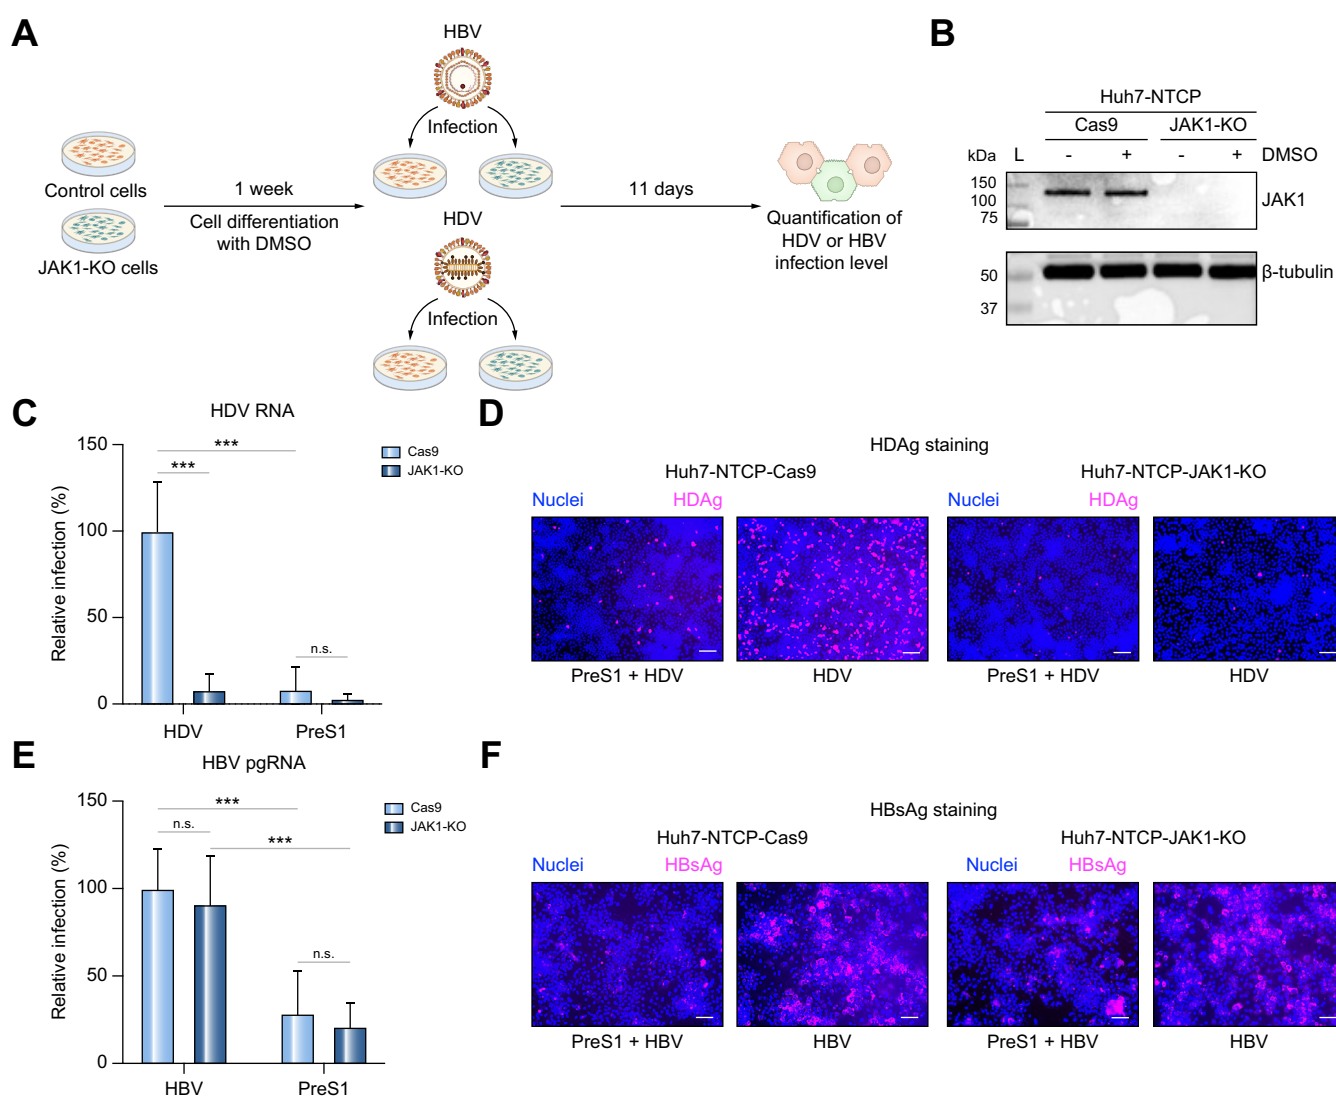 A
HBV
Infection
Control cells
JAK1-KO cells
1 week
Cell differentiation
with DMSO
HDV
Infection
11 days
Quantification of
HDV or HBV
infection level
B
Huh7-NTCP
Cas9 JAK1-KO
kDa L - + - + DMSO
150
100
75
JAK1
50
37
β-tubulin
C
HDV RNA
Relative infection (%)
150
100
50
0
***
***
n.s.
HDV PreS1
Cas9
JAK1-KO
D
HDAg staining
Huh7-NTCP-Cas9 Huh7-NTCP-JAK1-KO
Nuclei HDAg Nuclei HDAg
PreS1 + HDV HDV PreS1 + HDV HDV
E
HBV pgRNA
Relative infection (%)
150
100
50
0
***
n.s.
***
n.s.
HBV PreS1
Cas9
JAK1-KO
F
HBsAg staining
Huh7-NTCP-Cas9 Huh7-NTCP-JAK1-KO
Nuclei HBsAg Nuclei HBsAg
PreS1 + HBV HBV PreS1 + HBV HBV